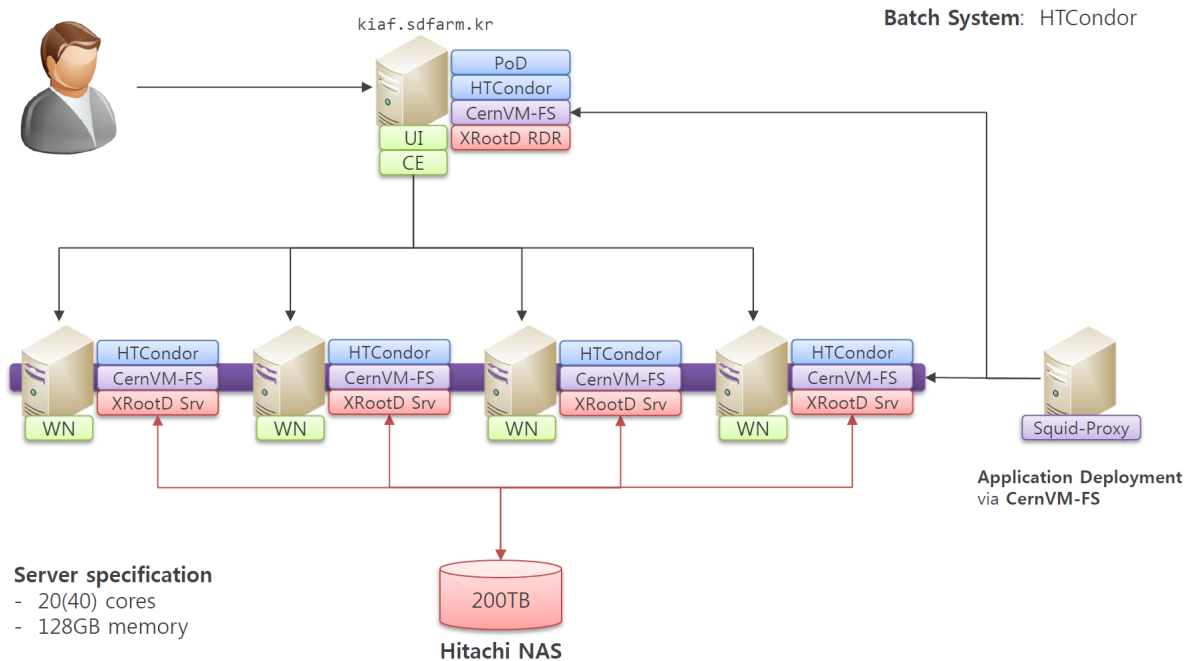 kiaf.sdfarm.kr
Batch System: HTCondor
PoD
HTCondor
CernVM-FS
XRootD RDR
UI
CE
HTCondor
CernVM-FS
XRootD Srv
WN
HTCondor
CernVM-FS
XRootD Srv
WN
HTCondor
CernVM-FS
XRootD Srv
WN
HTCondor
CernVM-FS
XRootD Srv
WN
Squid-Proxy
Application Deployment
via CernVM-FS
Server specification
- 20(40) cores
- 128GB memory
200TB
Hitachi NAS